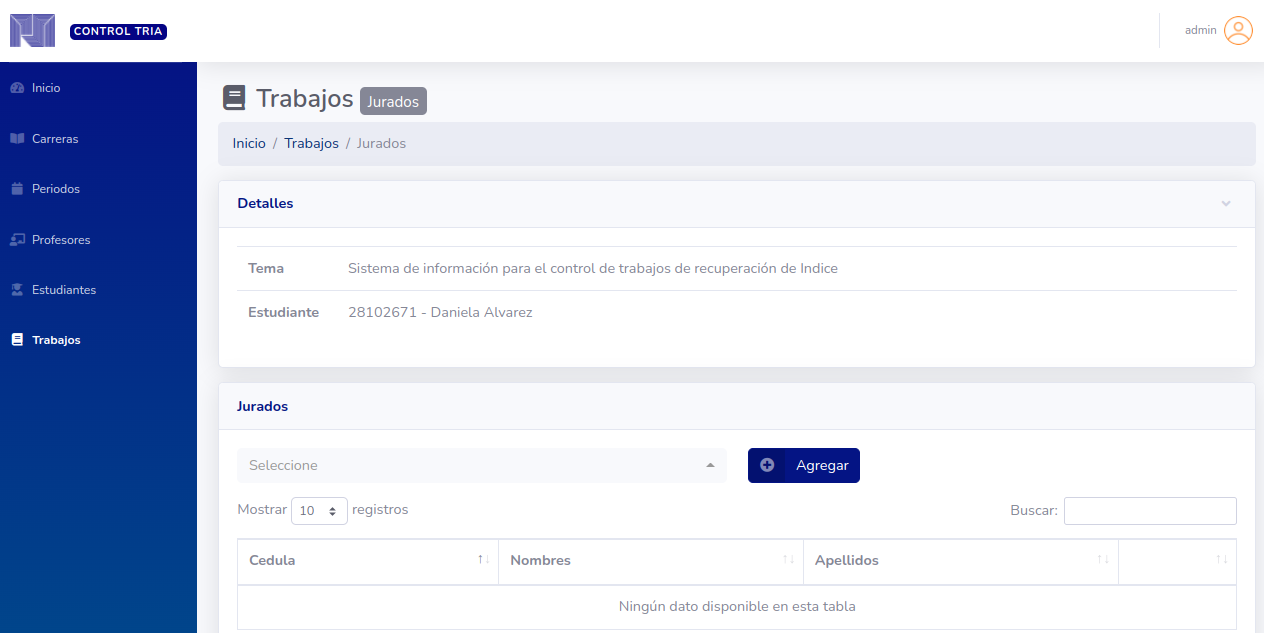 CONTROL TRIA
admin
Inicio
Carreras
Periodos
Profesores
Estudiantes
Trabajos
Trabajos Jurados
Inicio / Trabajos / Jurados
Detalles
Tema Sistema de información para el control de trabajos de recuperación de Indice
Estudiante 28102671 - Daniela Alvarez
Jurados
Seleccione Agregar
Mostrar 10 registros Buscar:
Cedula Nombres Apellidos
Ningún dato disponible en esta tabla